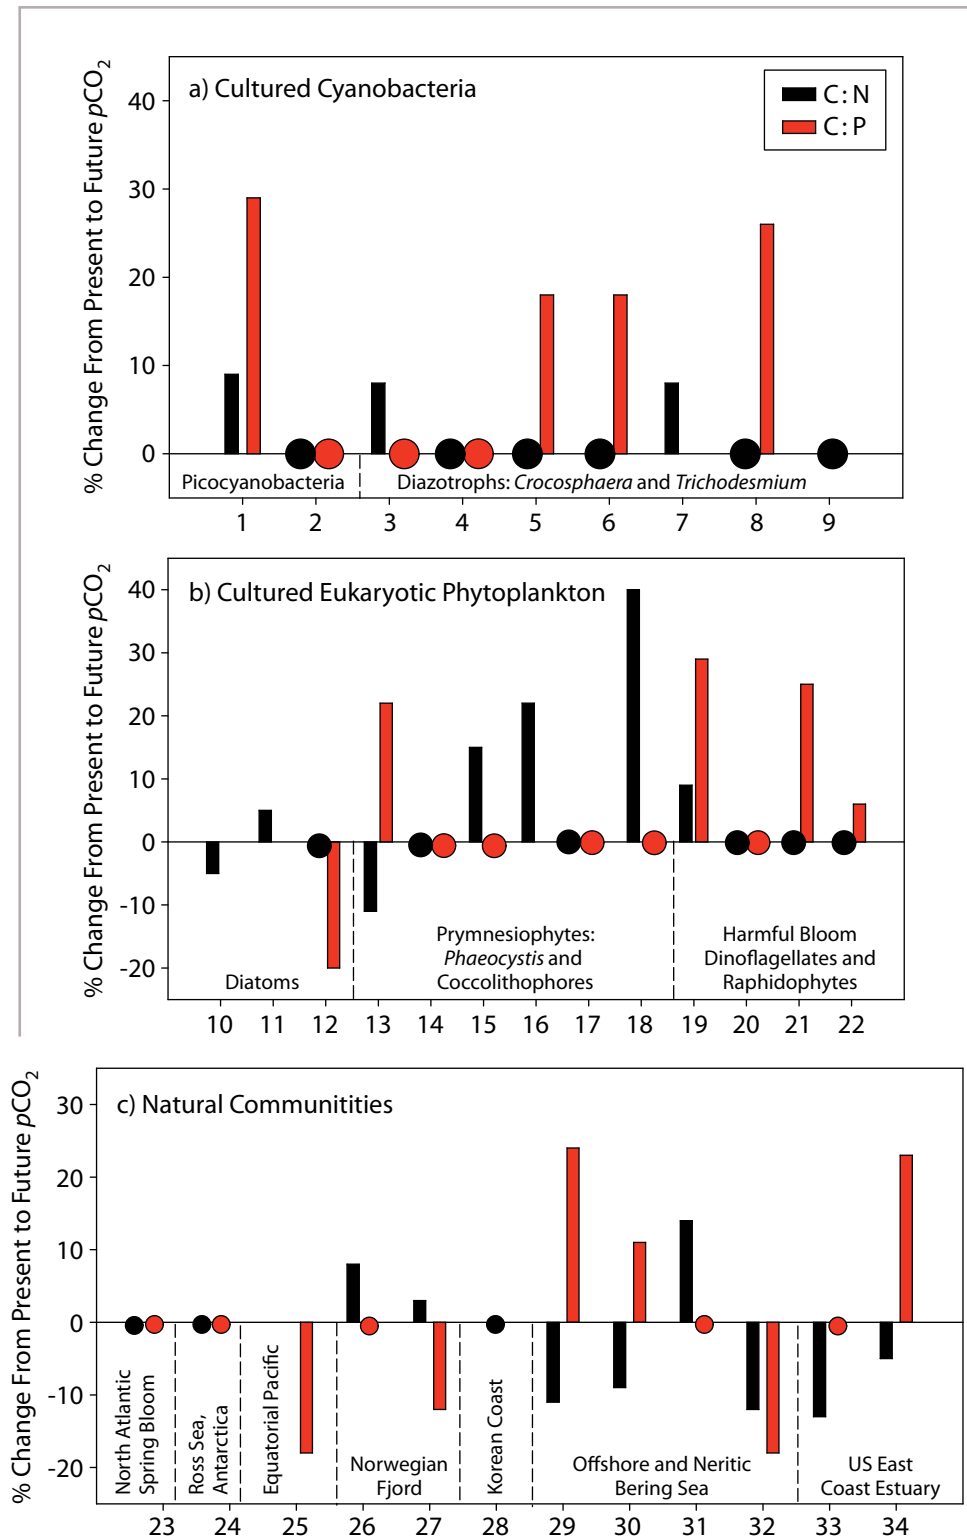 % Change From Present to Future pCO2
a) Cultured Cyanobacteria
C:N
C:P
40
30
20
10
0
Picocyanobacteria
Diazotrophs: Crocosphaera and Trichodesmium
1 2 3 4 5 6 7 8 9
% Change From Present to Future pCO2
b) Cultured Eukaryotic Phytoplankton
40
30
20
10
0
-10
-20
Diatoms
Prymnesiophytes:
Phaeocystis and
Coccolithophores
Harmful Bloom
Dinoflagellates and
Raphidophytes
10 11 12 13 14 15 16 17 18 19 20 21 22
% Change From Present to Future pCO2
c) Natural Communitities
30
20
10
0
-10
-20
North Atlantic
Spring Bloom
Ross Sea,
Antarctica
Equatorial Pacific
Norwegian
Fjord
Korean Coast
Offshore and Neritic
Bering Sea
US East
Coast Estuary
23 24 25 26 27 28 29 30 31 32 33 34